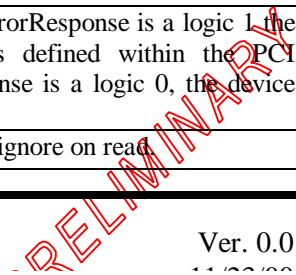 rorResponse is a logic 1 the
s defined within the PCI
nse is a logic 0, the device
ignore on read.
PRELIMINARY
Ver. 0.0
11/23/00